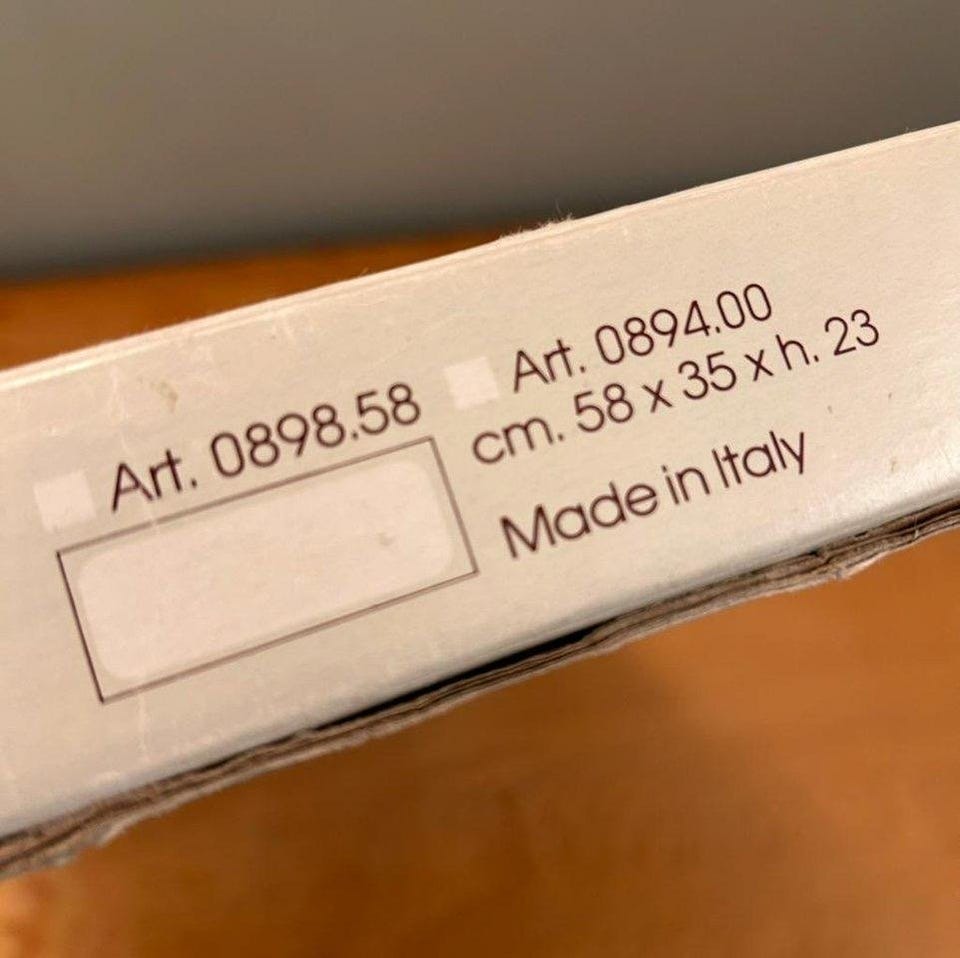 Art. 0898.58
Art. 0894.00
cm. 58 x 35 x h. 23
Made in Italy